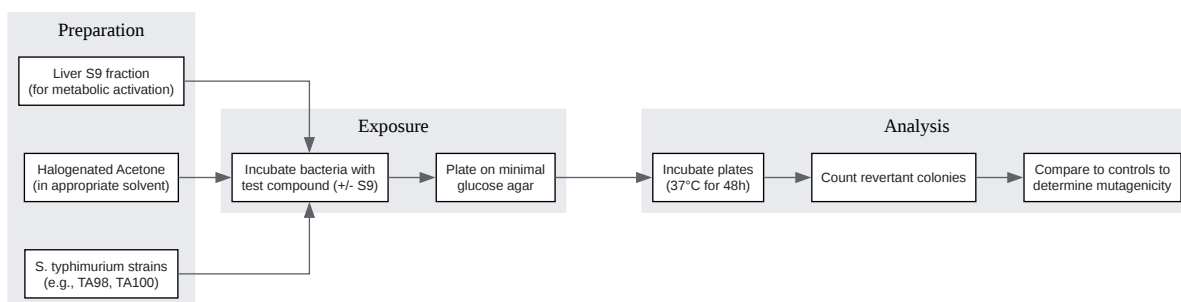 Preparation
Liver S9 fraction
(for metabolic activation)
Halogenated Acetone
(in appropriate solvent)
S. typhimurium strains
(e.g., TA98, TA100)
Exposure
Incubate bacteria with
test compound (+/- S9)
Plate on minimal
glucose agar
Analysis
Incubate plates
(37°C for 48h)
Count revertant colonies
Compare to controls to
determine mutagenicity